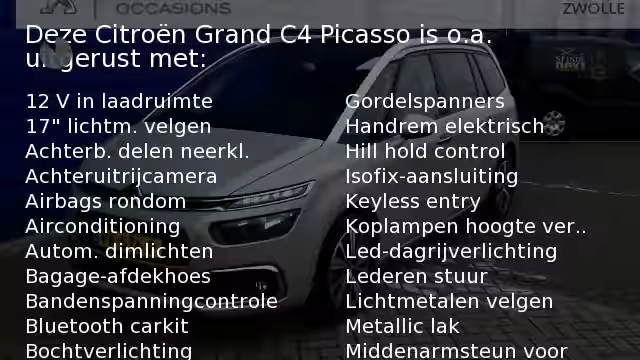 OCCASIONS
ZWOLLE
Deze Citroën Grand C4 Picasso is o.a.
uitgerust met:
12 V in laadruimte
17" lichtm. velgen
Achterb. delen neerkl.
Achteruitrijcamera
Airbags rondom
Airconditioning
Autom. dimlichten
Bagage-afdekhoes
Bandenspanningcontrole
Bluetooth carkit
Bochtverlichting
Gordelspanners
Handrem elektrisch
Hill hold control
Isofix-aansluiting
Keyless entry
Koplampen hoogte ver..
Led-dagrijverlichting
Lederen stuur
Lichtmetalen velgen
Metallic lak
Middenarmsteun voor